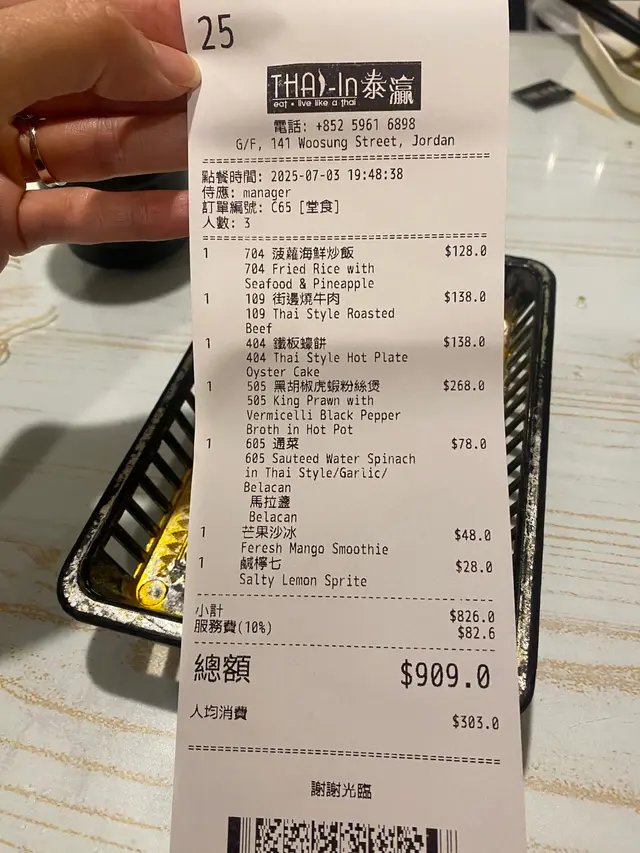 25
THAI-In 泰瀛
eat • live like a thai
電話: +852 5961 6898
G/F, 141 Woosung Street, Jordan
點餐時間: 2025-07-03 19:48:38
侍應: manager
訂單編號: C65 [堂食]
人數: 3
1 704 菠蘿海鮮炒飯 $128.0
704 Fried Rice with
Seafood & Pineapple
1 109 街邊燒牛肉 $138.0
109 Thai Style Roasted
Beef
1 404 鐵板蠔餅 $138.0
404 Thai Style Hot Plate
Oyster Cake
1 505 黑胡椒虎蝦粉絲煲 $268.0
505 King Prawn with
Vermicelli Black Pepper
Broth in Hot Pot
1 605 通菜 $78.0
605 Sauteed Water Spinach
in Thai Style/Garlic/
Belacan
馬拉盞
Belacan
1 芒果沙冰 $48.0
Feresh Mango Smoothie
1 鹹檸七 $28.0
Salty Lemon Sprite
小計 $826.0
服務費(10%) $82.6
總額 $909.0
人均消費 $303.0
謝謝光臨